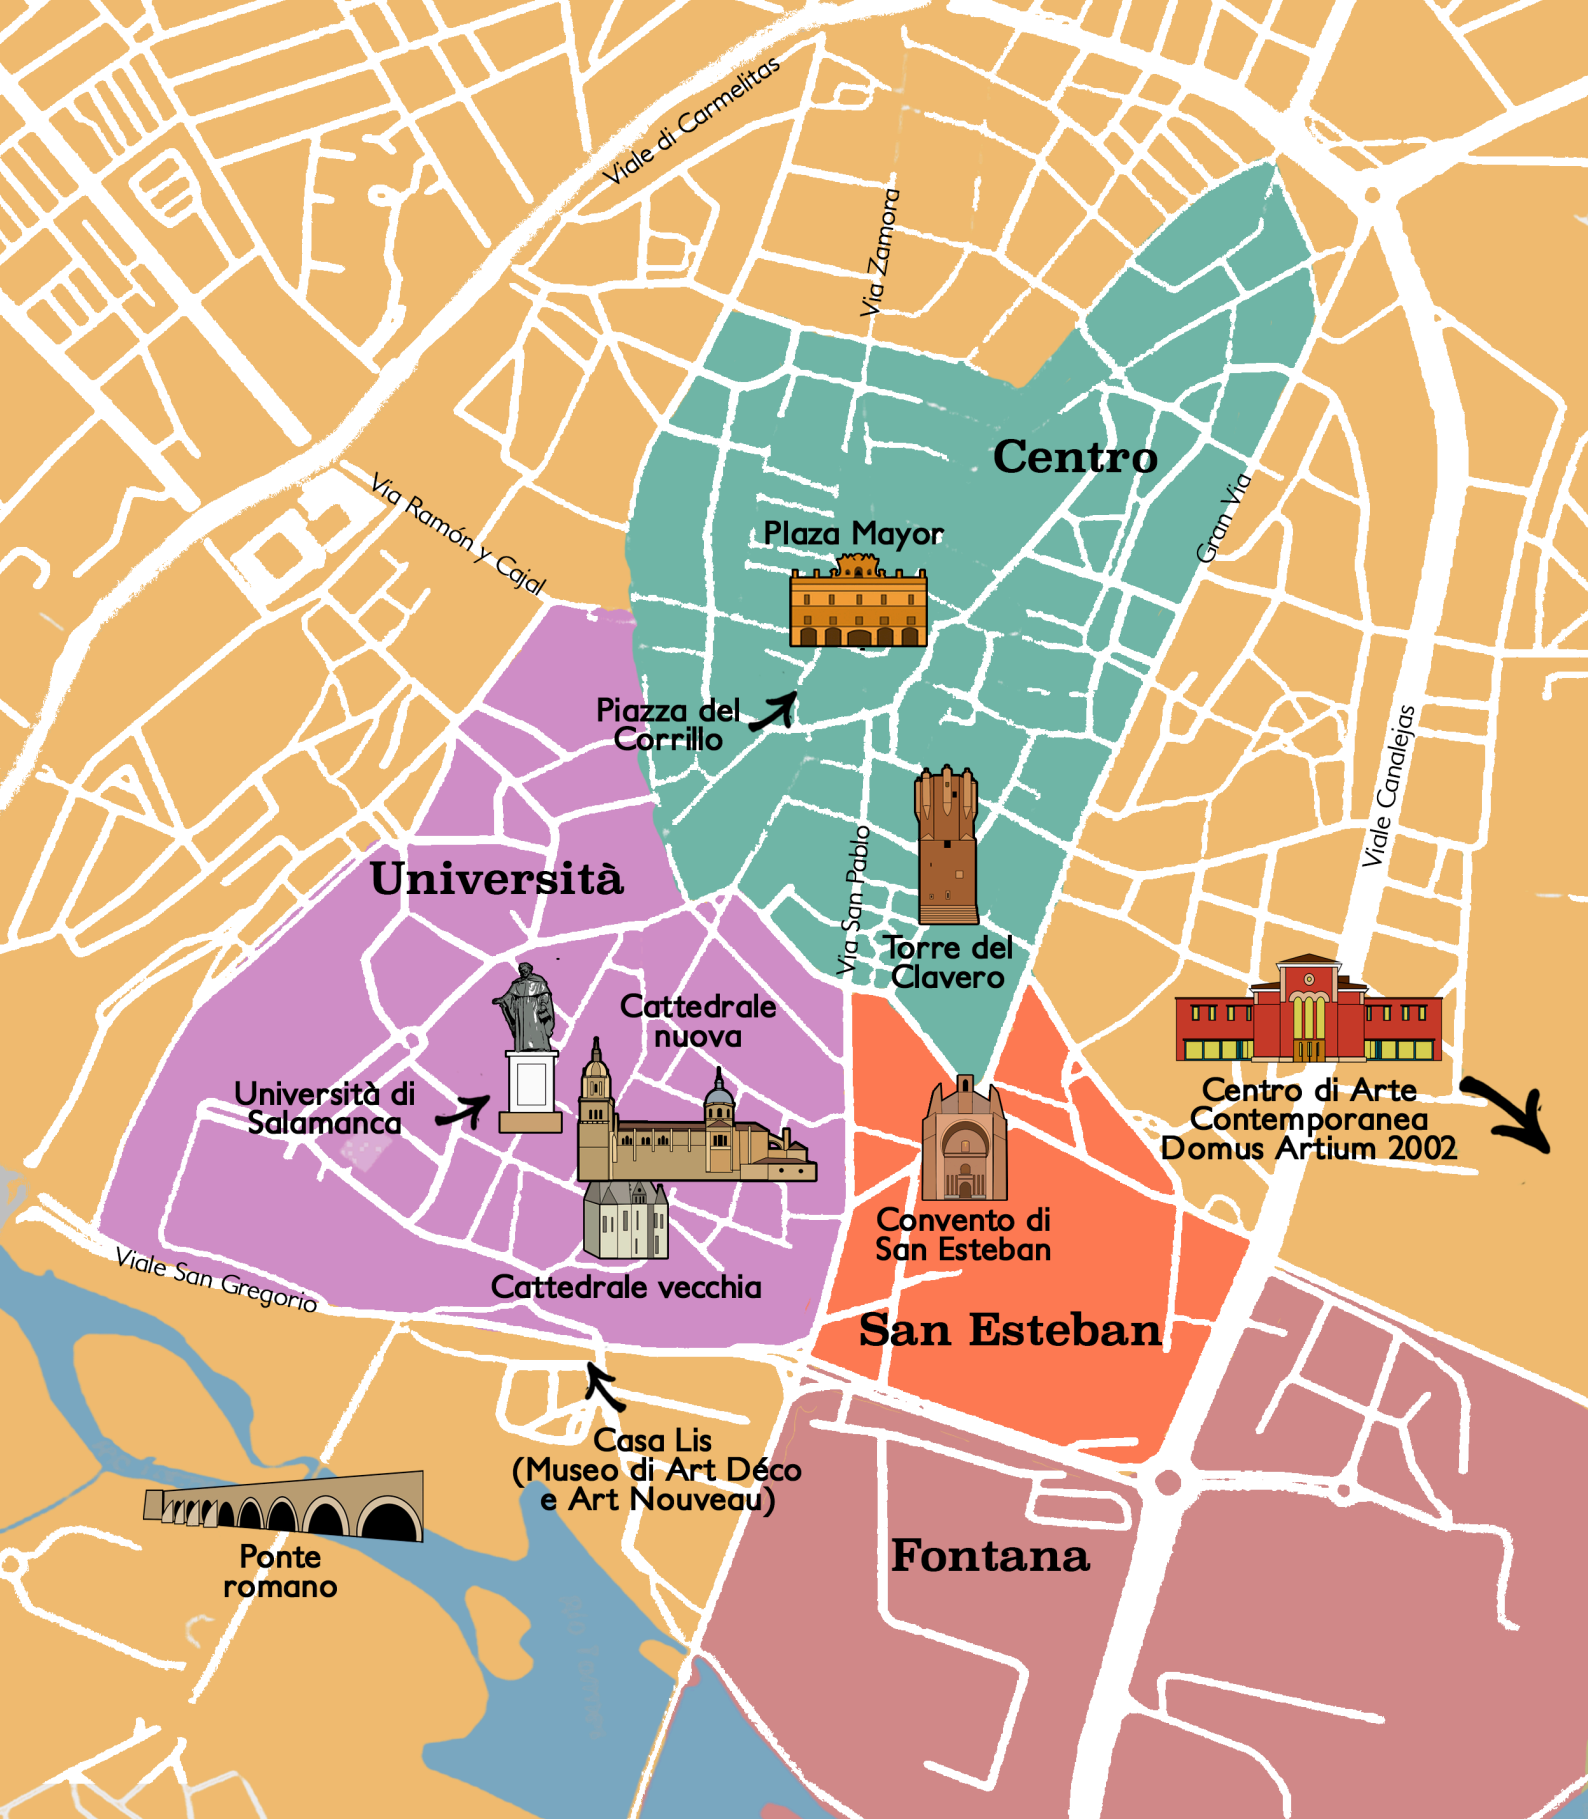 Viale di Carmelitas
Via Zamora
Centro
Via Ramón y Cajal
Gran Via
Plaza Mayor
Piazza del
Corrillo
Viale Canalejas
Università
Via San Pablo
Torre del
Clavero
Cattedrale
nuova
Università di
Salamanca
Centro di Arte
Contemporanea
Domus Artium 2002
Convento di
San Esteban
Viale San Gregorio
Cattedrale vecchia
San Esteban
Casa Lis
(Museo di Art Déco
e Art Nouveau)
Fontana
Ponte
romano